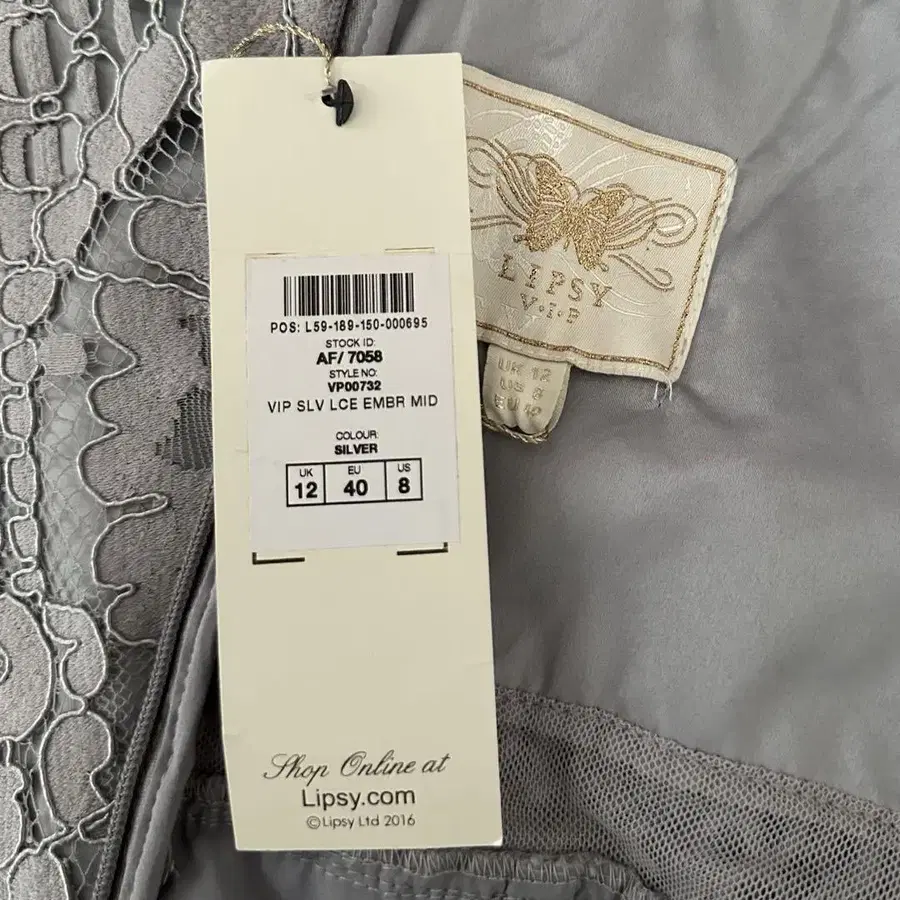 POS: L59-189-150-000695
STOCK ID:
AF/ 7058
STYLE NO:
VP00732
VIP SLV LCE EMBR MID
COLOUR:
SILVER
UK EU US
12 40 8
Shop Online at
Lipsy.com
©Lipsy Ltd 2016
LIPSY
V·I·P
UK 12
US 8